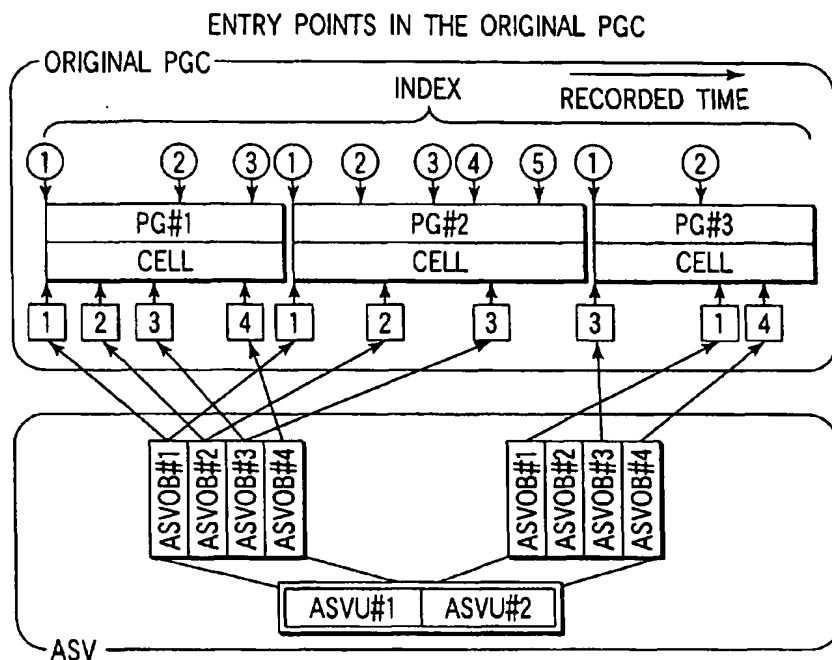 ENTRY POINTS IN THE ORIGINAL PGC
ORIGINAL PGC
INDEX
RECORDED TIME
1 2 3 1 2 3 4 5 1 2
PG#1 PG#2 PG#3
CELL CELL CELL
1 2 3 4 1 2 3 3 1 4
ASVOB#1 ASVOB#2 ASVOB#3 ASVOB#4 ASVOB#1 ASVOB#2 ASVOB#3 ASVOB#4
ASVU#1 ASVU#2
ASV